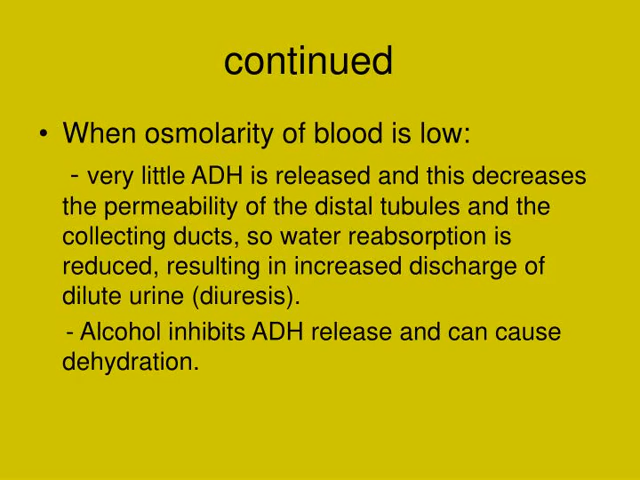 continued
• When osmolarity of blood is low:
- very little ADH is released and this decreases
the permeability of the distal tubules and the
collecting ducts, so water reabsorption is
reduced, resulting in increased discharge of
dilute urine (diuresis).
- Alcohol inhibits ADH release and can cause
dehydration.